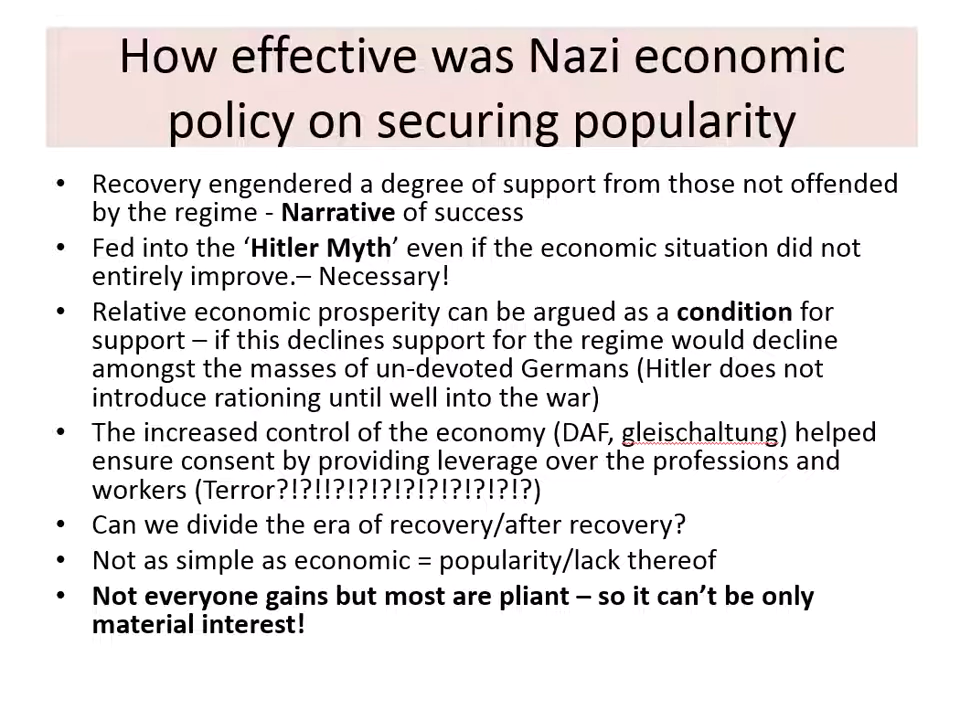 How effective was Nazi economic
policy on securing popularity
• Recovery engendered a degree of support from those not offended
by the regime - Narrative of success
• Fed into the ‘Hitler Myth’ even if the economic situation did not
entirely improve.– Necessary!
• Relative economic prosperity can be argued as a condition for
support – if this declines support for the regime would decline
amongst the masses of un-devoted Germans (Hitler does not
introduce rationing until well into the war)
• The increased control of the economy (DAF, gleischaltung) helped
ensure consent by providing leverage over the professions and
workers (Terror?!?!!?!?!?!?!?!?!?!?!?!?)
• Can we divide the era of recovery/after recovery?
• Not as simple as economic = popularity/lack thereof
• Not everyone gains but most are pliant – so it can’t be only
material interest!